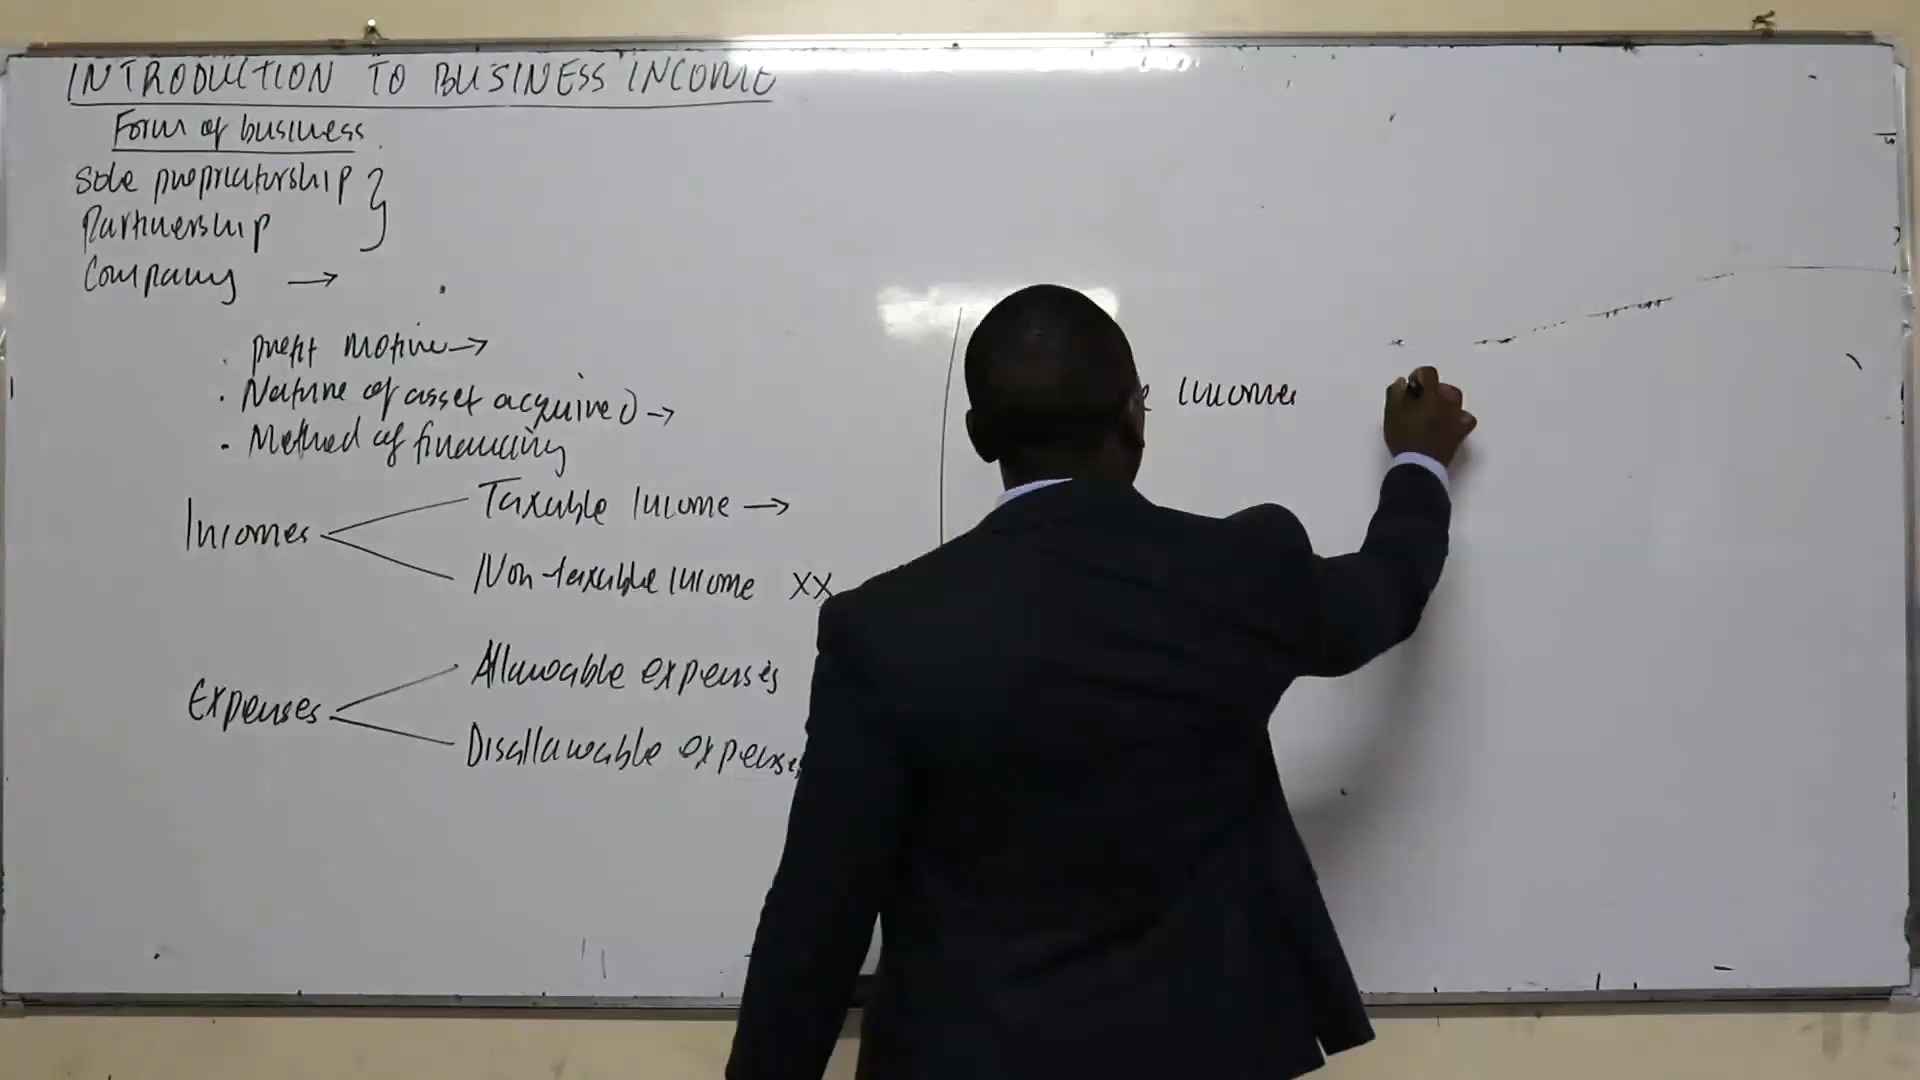 INTRODUCTION TO BUSINESS INCOME
Form of business
Sole proprietorship
Partnership
Company →
. profit motive →
. Nature of asset acquired →
. Method of financing
Incomes
Taxable Income →
Non-taxable income XX
Expenses
Allowable expenses
Disallowable expenses
Incomes